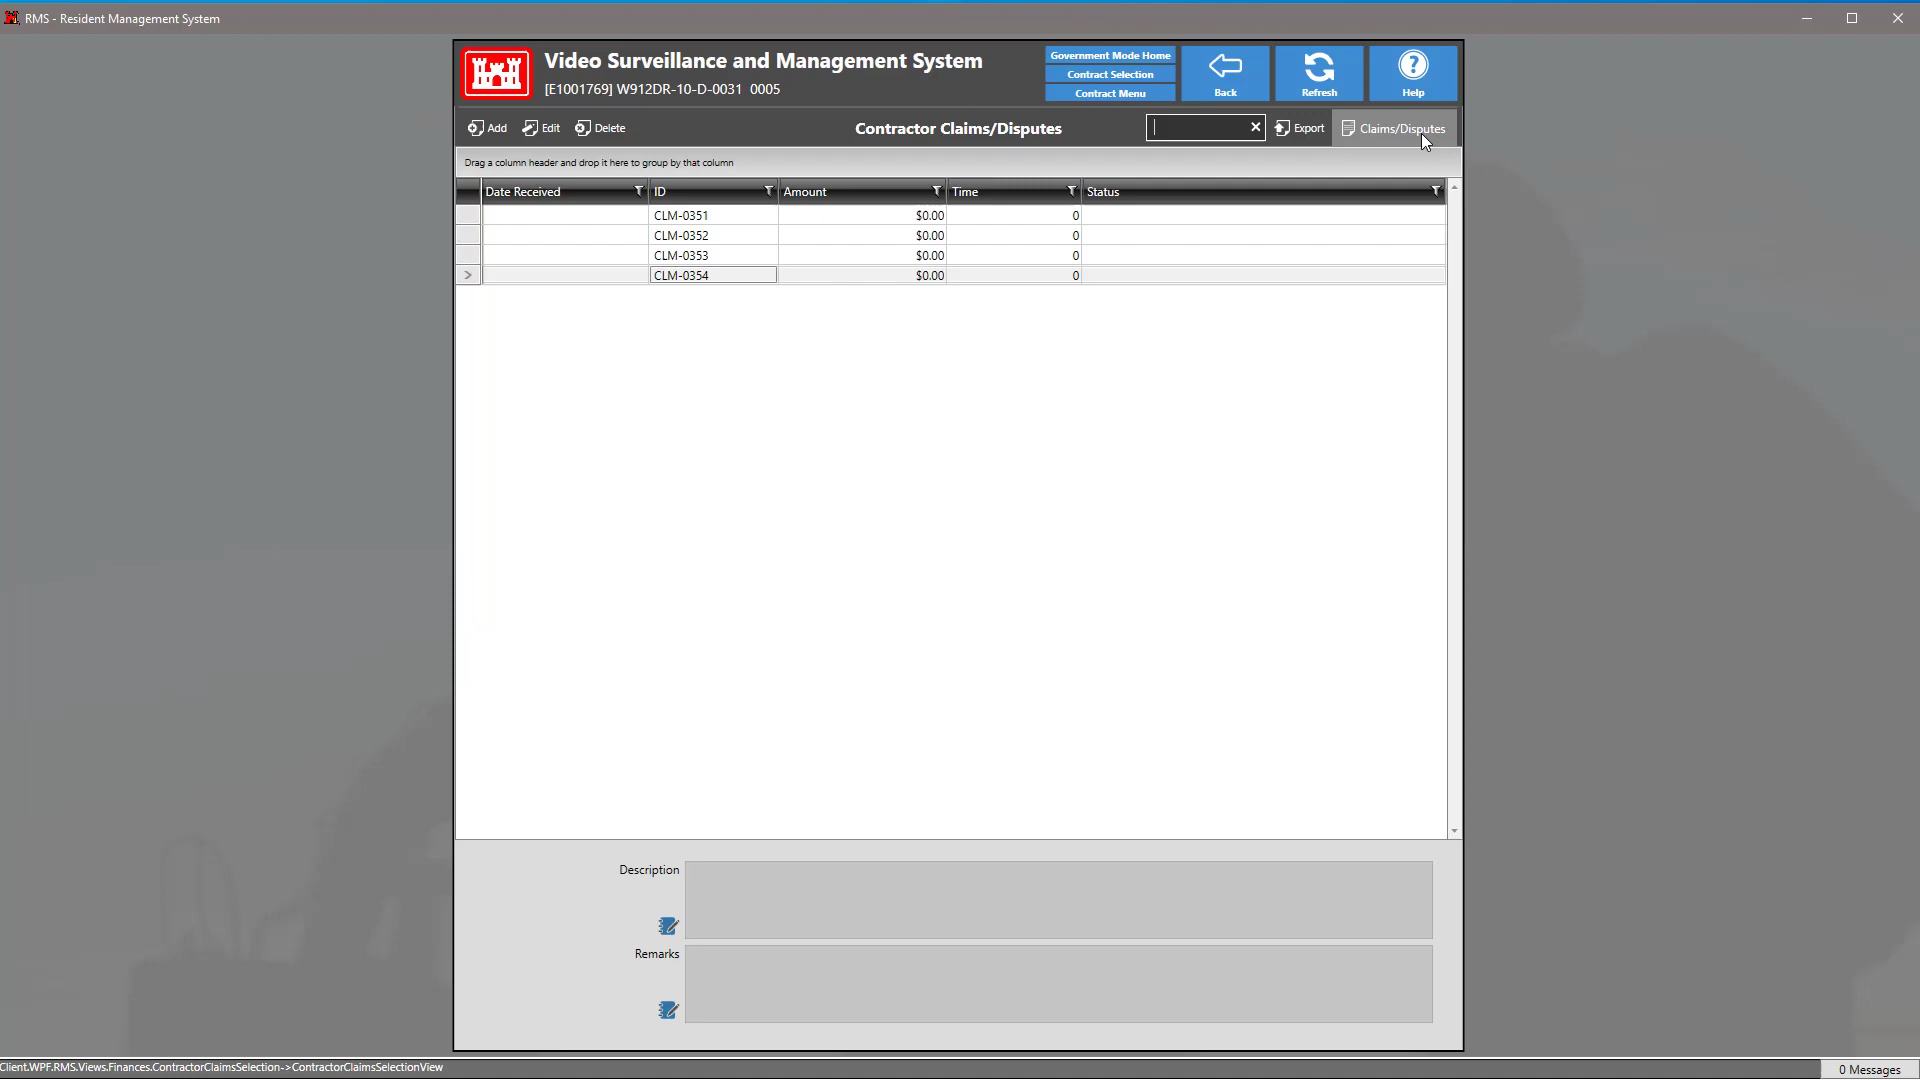 RMS - Resident Management System
Video Surveillance and Management System
[E1001769] W912DR-10-D-0031 0005
Government Mode Home
Contract Selection
Contract Menu
Back
Refresh
Help
Add
Edit
Delete
Contractor Claims/Disputes
Export
Claims/Disputes
Drag a column header and drop it here to group by that column
Date Received ID Amount Time Status
CLM-0351 $0.00 0
CLM-0352 $0.00 0
CLM-0353 $0.00 0
CLM-0354 $0.00 0
Description
Remarks
Client.WPF.RMS.Views.Finances.ContractorClaimsSelection->ContractorClaimsSelectionView
0 Messages